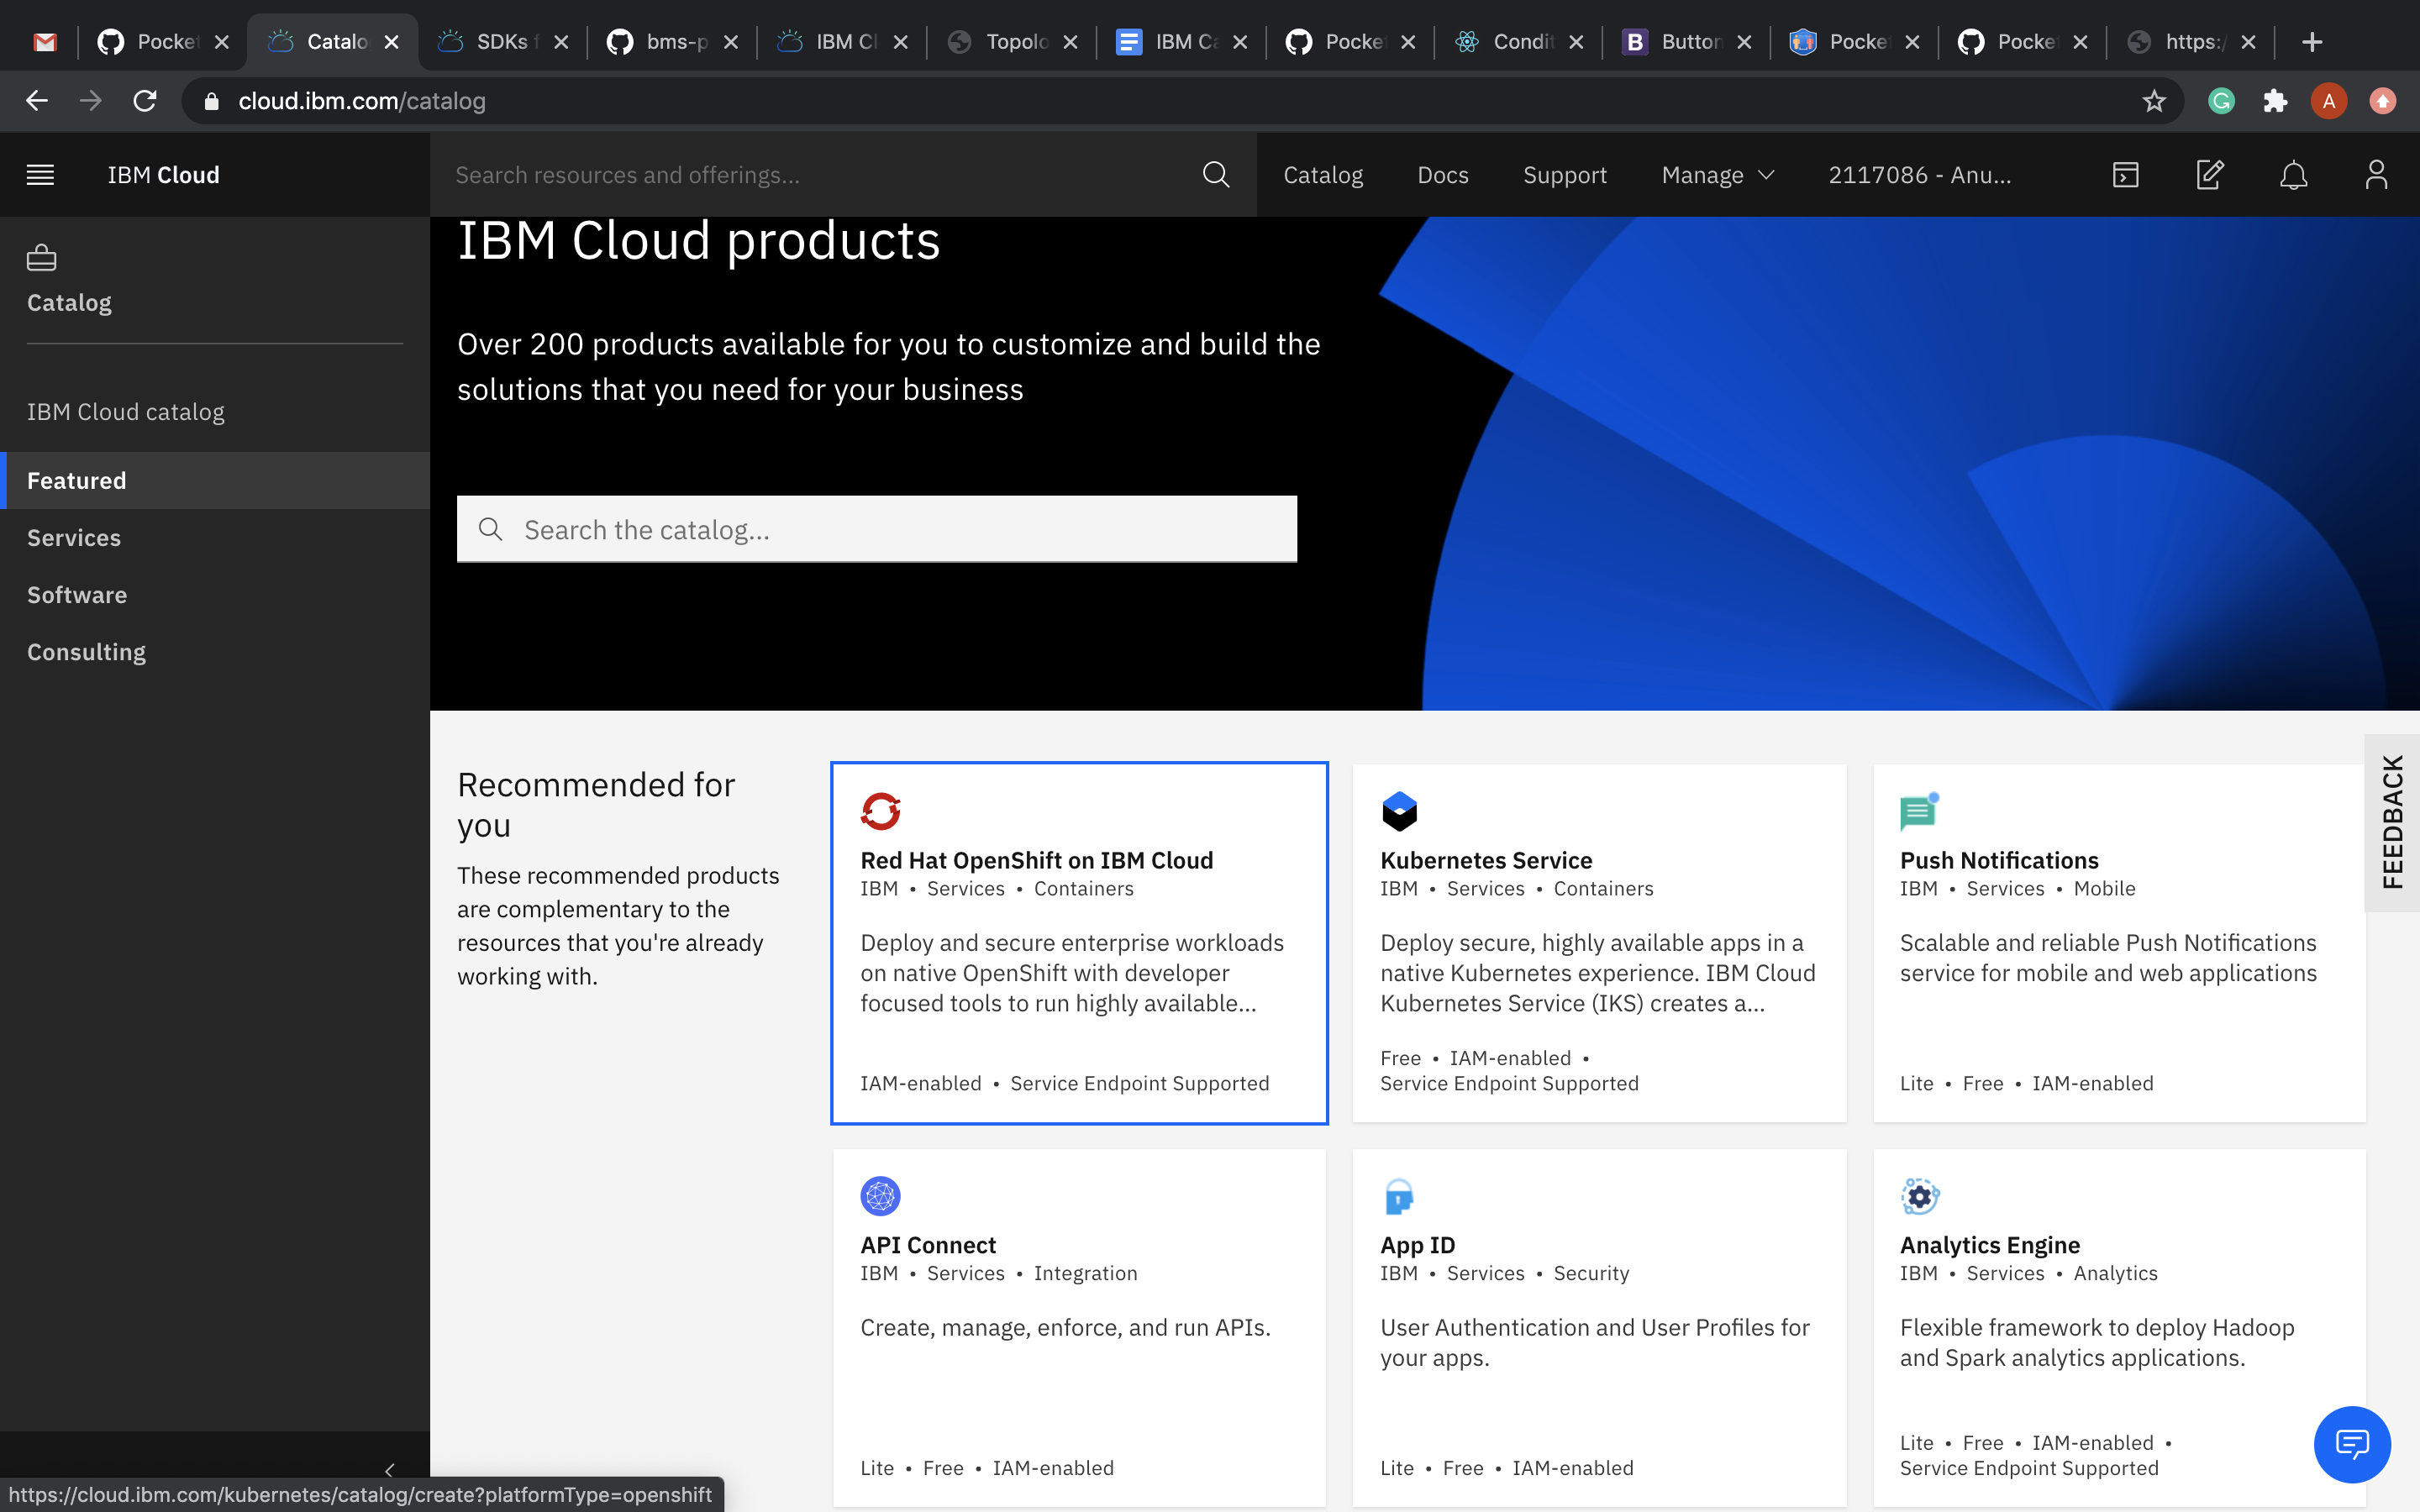 Pocket
Catalo
SDKs f
bms-p
IBM Cl
Topolo
IBM Ca
Pocket
Condit
B
Button
Pocket
Pocket
https:/
cloud.ibm.com/catalog
G
A
IBM Cloud
Search resources and offerings...
Catalog
Docs
Support
Manage
2117086 - Anu...
Catalog
IBM Cloud catalog
Featured
Services
Software
Consulting
IBM Cloud products
Over 200 products available for you to customize and build the
solutions that you need for your business
Search the catalog...
Recommended for
you
These recommended products
are complementary to the
resources that you're already
working with.
Red Hat OpenShift on IBM Cloud
IBM • Services • Containers
Deploy and secure enterprise workloads
on native OpenShift with developer
focused tools to run highly available...
IAM-enabled • Service Endpoint Supported
Kubernetes Service
IBM • Services • Containers
Deploy secure, highly available apps in a
native Kubernetes experience. IBM Cloud
Kubernetes Service (IKS) creates a...
Free • IAM-enabled •
Service Endpoint Supported
Push Notifications
IBM • Services • Mobile
Scalable and reliable Push Notifications
service for mobile and web applications
Lite • Free • IAM-enabled
FEEDBACK
API Connect
IBM • Services • Integration
Create, manage, enforce, and run APIs.
Lite • Free • IAM-enabled
App ID
IBM • Services • Security
User Authentication and User Profiles for
your apps.
Lite • Free • IAM-enabled
Analytics Engine
IBM • Services • Analytics
Flexible framework to deploy Hadoop
and Spark analytics applications.
Lite • Free • IAM-enabled •
Service Endpoint Supported
https://cloud.ibm.com/kubernetes/catalog/create?platformType=openshift